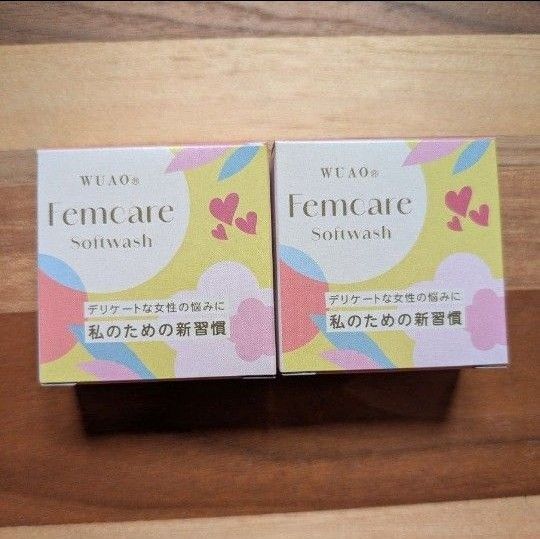 WUAO®
Femcare
Softwash
デリケートな女性の悩みに
私のための新習慣
WUAO®
Femcare
Softwash
デリケートな女性の悩みに
私のための新習慣